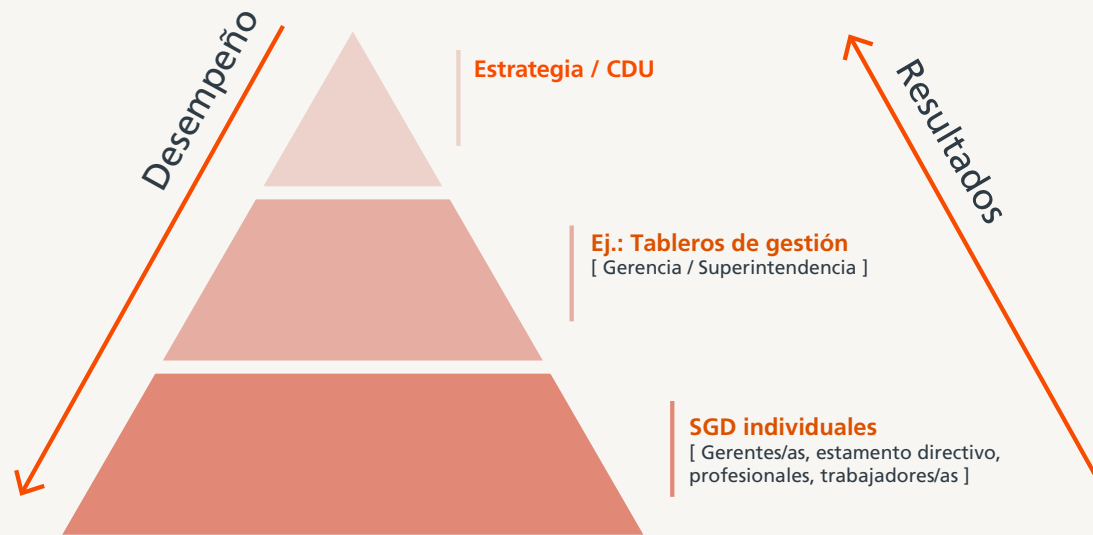 Desempeño
Estrategia / CDU
Resultados
Ej.: Tableros de gestión
[ Gerencia / Superintendencia ]
SGD individuales
[ Gerentes/as, estamento directivo,
profesionales, trabajadores/as ]